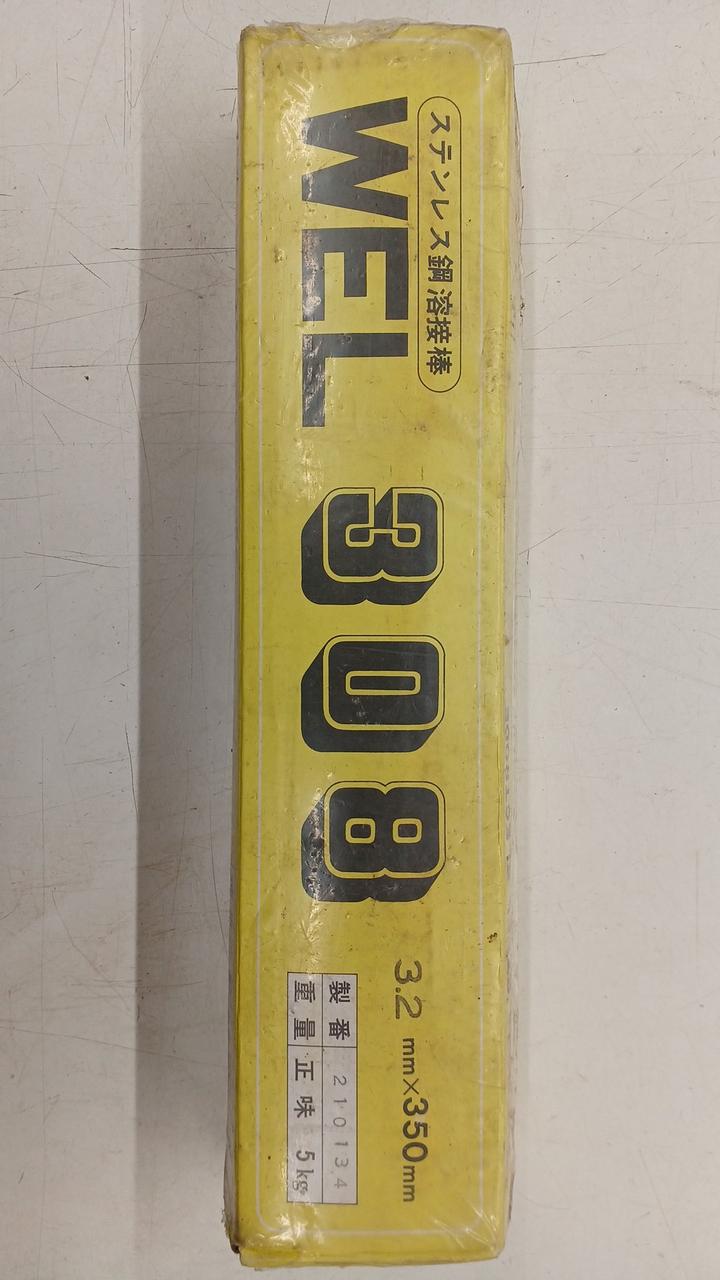 ステンレス鋼溶接棒
WEL 308
3.2 mm×350mm
製番 210134
重量 正味 5kg